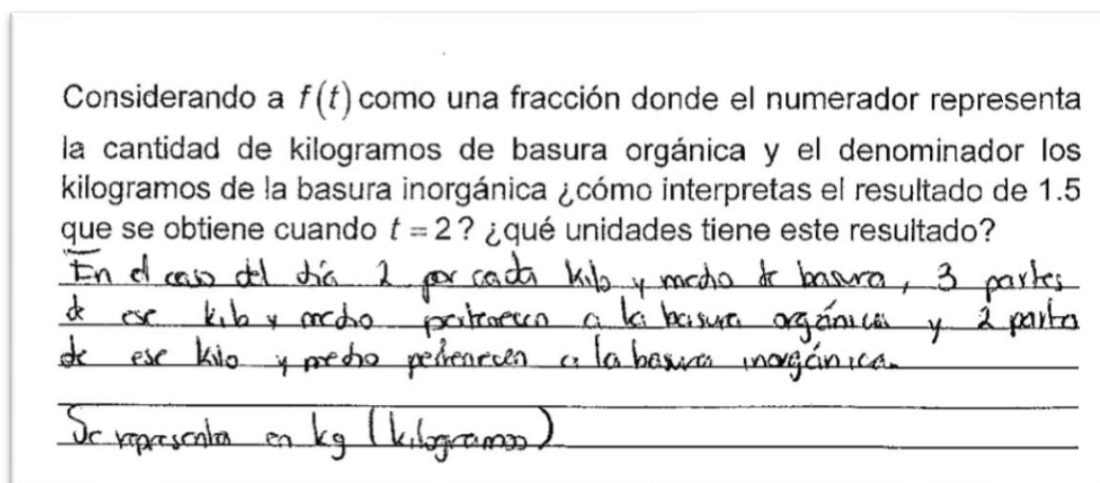 Considerando a f(t) como una fracción donde el numerador representa
la cantidad de kilogramos de basura orgánica y el denominador los
kilogramos de la basura inorgánica ¿cómo interpretas el resultado de 1.5
que se obtiene cuando t = 2? ¿qué unidades tiene este resultado?
En el caso del día 2 por cada kilo y medio de basura, 3 partes
de ese kilo y medio pertenecen a la basura orgánica y 2 partes
de ese kilo y medio pertenecen a la basura inorgánica.
Se representa en kg (kilogramos)